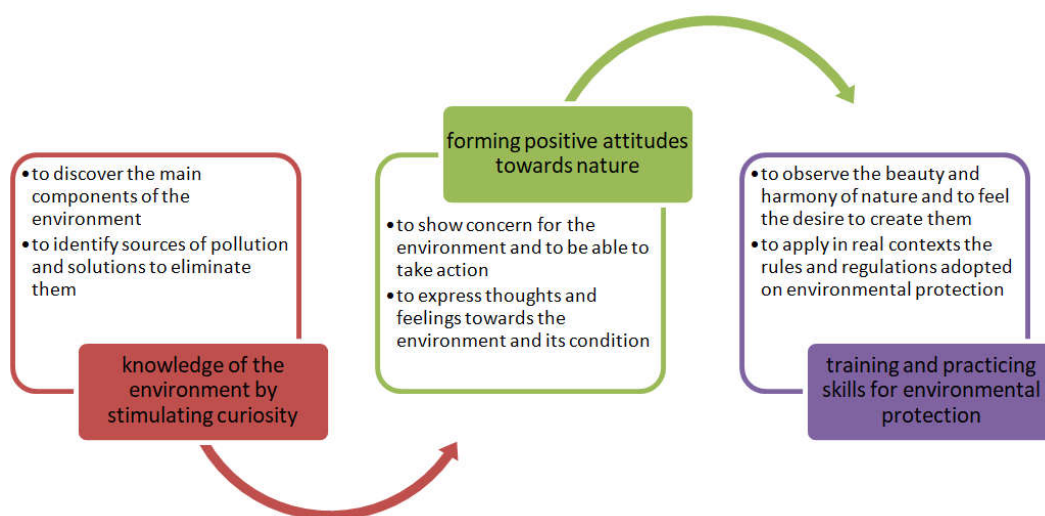 •to discover the main
components of the
environment
•to identify sources of pollution
and solutions to eliminate
them
knowledge of the
environment by
stimulating curiosity
forming positive attitudes
towards nature
•to show concern for the
environment and to be able to
take action
•to express thoughts and
feelings towards the
environment and its condition
•to observe the beauty and
harmony of nature and to feel
the desire to create them
•to apply in real contexts the
rules and regulations adopted
on environmental protection
training and practicing
skills for environmental
protection